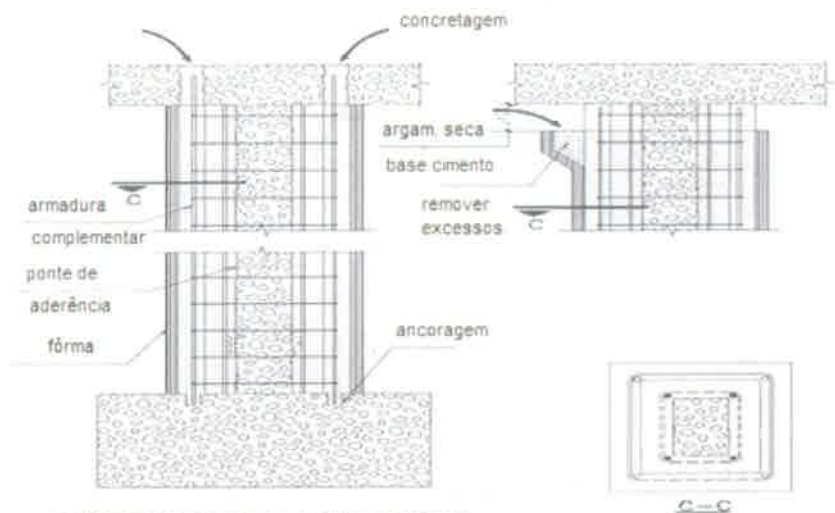 concretagem
argam. seca
base cimento
remover
excessos
C
C
armadura
complementar
ponte de
aderência
fôrma
ancoragem
C-C